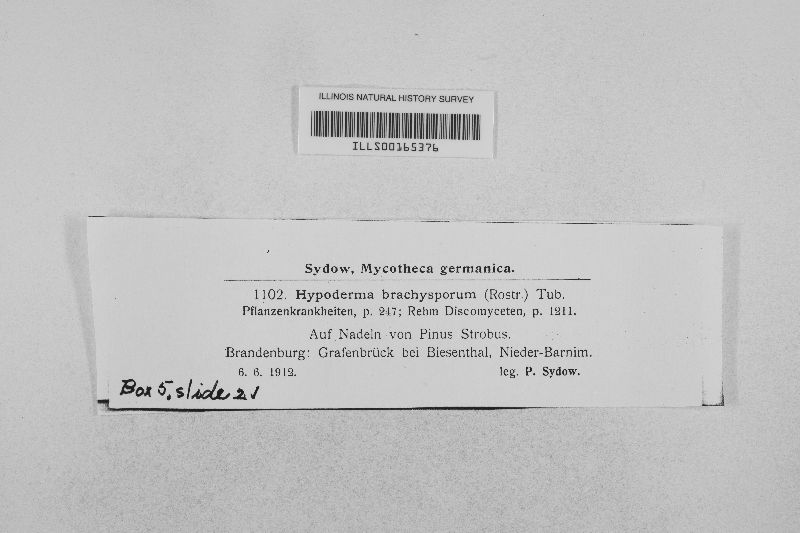 ILLINOIS NATURAL HISTORY SURVEY
ILLS00165376
Sydow, Mycotheca germanica.
1102. Hypoderma brachysporum (Rostr.) Tub.
Pflanzenkrankheiten, p. 247; Rehm Discomyceten, p. 1211.
Auf Nadeln von Pinus Strobus.
Brandenburg: Grafenbrück bei Biesenthal, Nieder-Barnim.
6. 6. 1912. leg. P. Sydow.
Box 5, slide 2 ✓